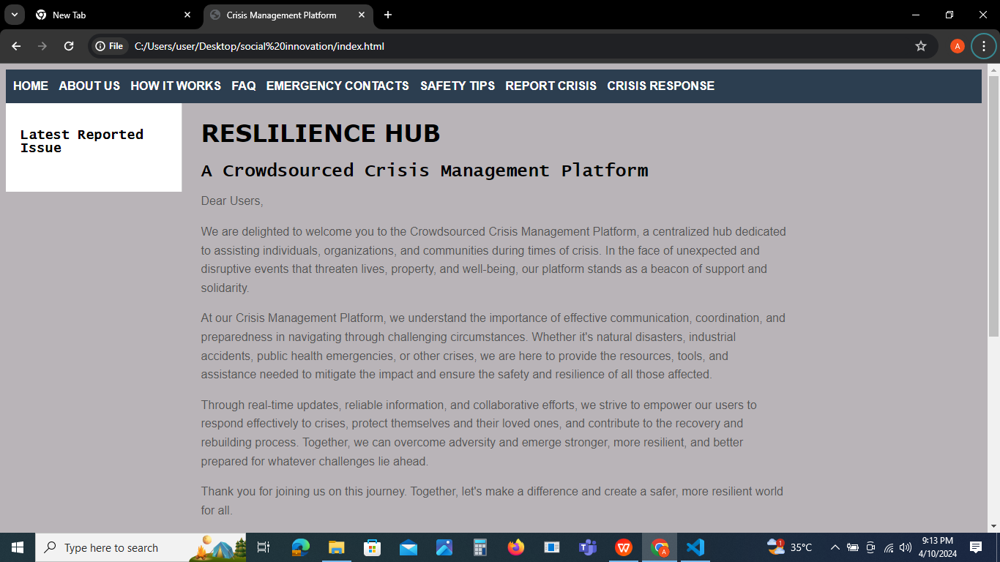 New Tab
Crisis Management Platform
File
C:/Users/user/Desktop/social%20innovation/index.html
A
HOME ABOUT US HOW IT WORKS FAQ EMERGENCY CONTACTS SAFETY TIPS REPORT CRISIS CRISIS RESPONSE
Latest Reported
Issue
RESLILIENCE HUB
A Crowdsourced Crisis Management Platform
Dear Users,
We are delighted to welcome you to the Crowdsourced Crisis Management Platform, a centralized hub dedicated
to assisting individuals, organizations, and communities during times of crisis. In the face of unexpected and
disruptive events that threaten lives, property, and well-being, our platform stands as a beacon of support and
solidarity.
At our Crisis Management Platform, we understand the importance of effective communication, coordination, and
preparedness in navigating through challenging circumstances. Whether it's natural disasters, industrial
accidents, public health emergencies, or other crises, we are here to provide the resources, tools, and
assistance needed to mitigate the impact and ensure the safety and resilience of all those affected.
Through real-time updates, reliable information, and collaborative efforts, we strive to empower our users to
respond effectively to crises, protect themselves and their loved ones, and contribute to the recovery and
rebuilding process. Together, we can overcome adversity and emerge stronger, more resilient, and better
prepared for whatever challenges lie ahead.
Thank you for joining us on this journey. Together, let's make a difference and create a safer, more resilient world
for all.
Type here to search
1
35°C
9:13 PM
4/10/2024